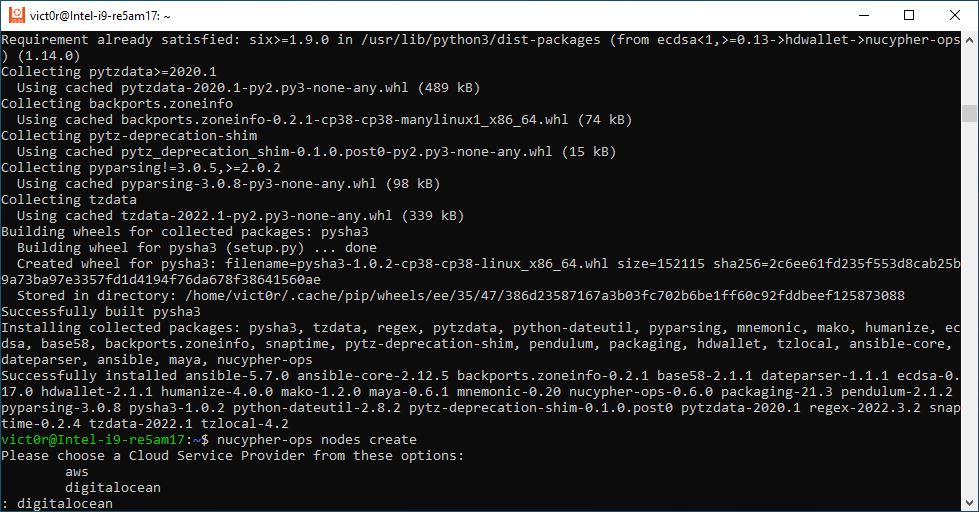 vict0r@Intel-i9-re5am17: ~
Requirement already satisfied: six>=1.9.0 in /usr/lib/python3/dist-packages (from ecdsa<1,>=0.13->hdwallet->nucypher-ops
) (1.14.0)
Collecting pytzdata>=2020.1
  Using cached pytzdata-2020.1-py2.py3-none-any.whl (489 kB)
Collecting backports.zoneinfo
  Using cached backports.zoneinfo-0.2.1-cp38-cp38-manylinux1_x86_64.whl (74 kB)
Collecting pytz-deprecation-shim
  Using cached pytz_deprecation_shim-0.1.0.post0-py2.py3-none-any.whl (15 kB)
Collecting pyparsing!=3.0.5,>=2.0.2
  Using cached pyparsing-3.0.8-py3-none-any.whl (98 kB)
Collecting tzdata
  Using cached tzdata-2022.1-py2.py3-none-any.whl (339 kB)
Building wheels for collected packages: pysha3
  Building wheel for pysha3 (setup.py) ... done
  Created wheel for pysha3: filename=pysha3-1.0.2-cp38-cp38-linux_x86_64.whl size=152115 sha256=2c6ee61fd235f553d8cab25b
9a73ba97e3357fd1d4194f76da678f38641560ae
  Stored in directory: /home/vict0r/.cache/pip/wheels/ee/35/47/386d23587167a3b03fc702b6be1ff60c92fddbeef125873088
Successfully built pysha3
Installing collected packages: pysha3, tzdata, regex, pytzdata, python-dateutil, pyparsing, mnemonic, mako, humanize, ec
dsa, base58, backports.zoneinfo, snaptime, pytz-deprecation-shim, pendulum, packaging, hdwallet, tzlocal, ansible-core,
dateparser, ansible, maya, nucypher-ops
Successfully installed ansible-5.7.0 ansible-core-2.12.5 backports.zoneinfo-0.2.1 base58-2.1.1 dateparser-1.1.1 ecdsa-0.
17.0 hdwallet-2.1.1 humanize-4.0.0 mako-1.2.0 maya-0.6.1 mnemonic-0.20 nucypher-ops-0.6.0 packaging-21.3 pendulum-2.1.2
pyparsing-3.0.8 pysha3-1.0.2 python-dateutil-2.8.2 pytz-deprecation-shim-0.1.0.post0 pytzdata-2020.1 regex-2022.3.2 snap
time-0.2.4 tzdata-2022.1 tzlocal-4.2
vict0r@Intel-i9-re5am17:~$ nucypher-ops nodes create
Please choose a Cloud Service Provider from these options:
        aws
        digitalocean
: digitalocean